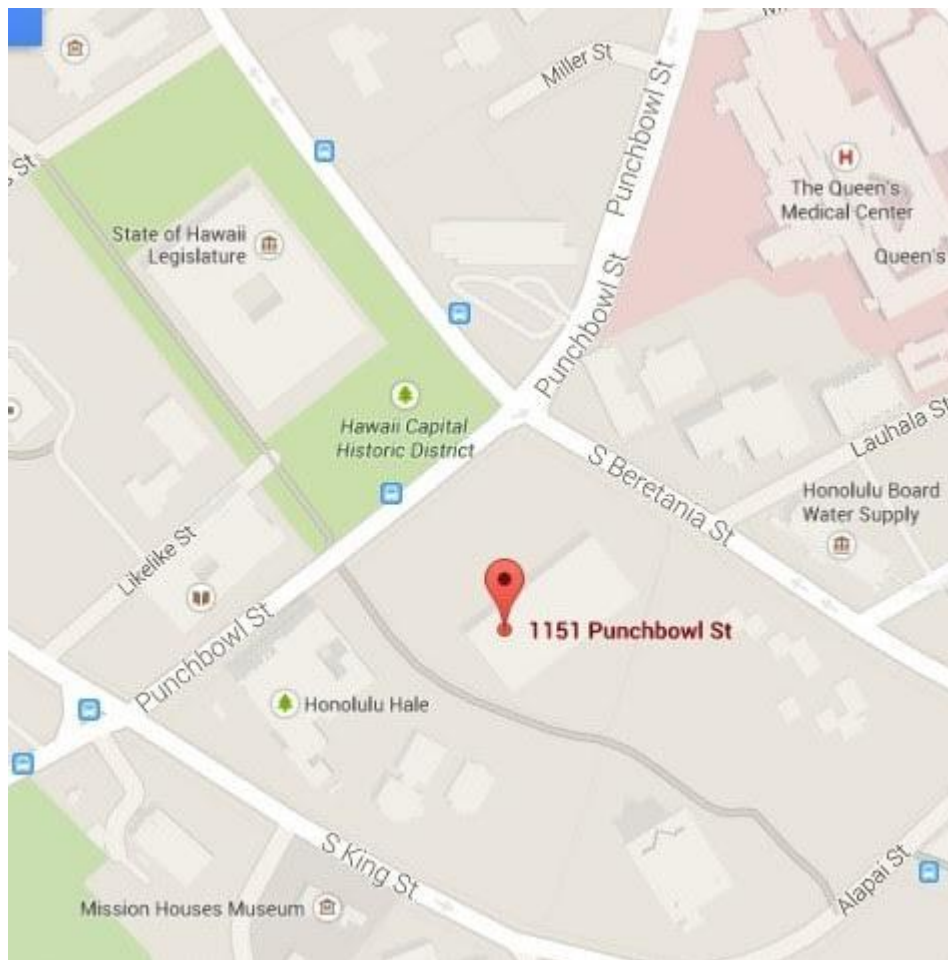 Miller St
Punchbowl St
The Queen's
Medical Center
Queen's
St
State of Hawaii
Legislature
Punchbowl St
Hawaii Capital
Historic District
Lauhala St
S Beretania St
Honolulu Board
Water Supply
Likelike St
1151 Punchbowl St
Punchbowl St
Honolulu Hale
S King St
Alapai St
Mission Houses Museum
H